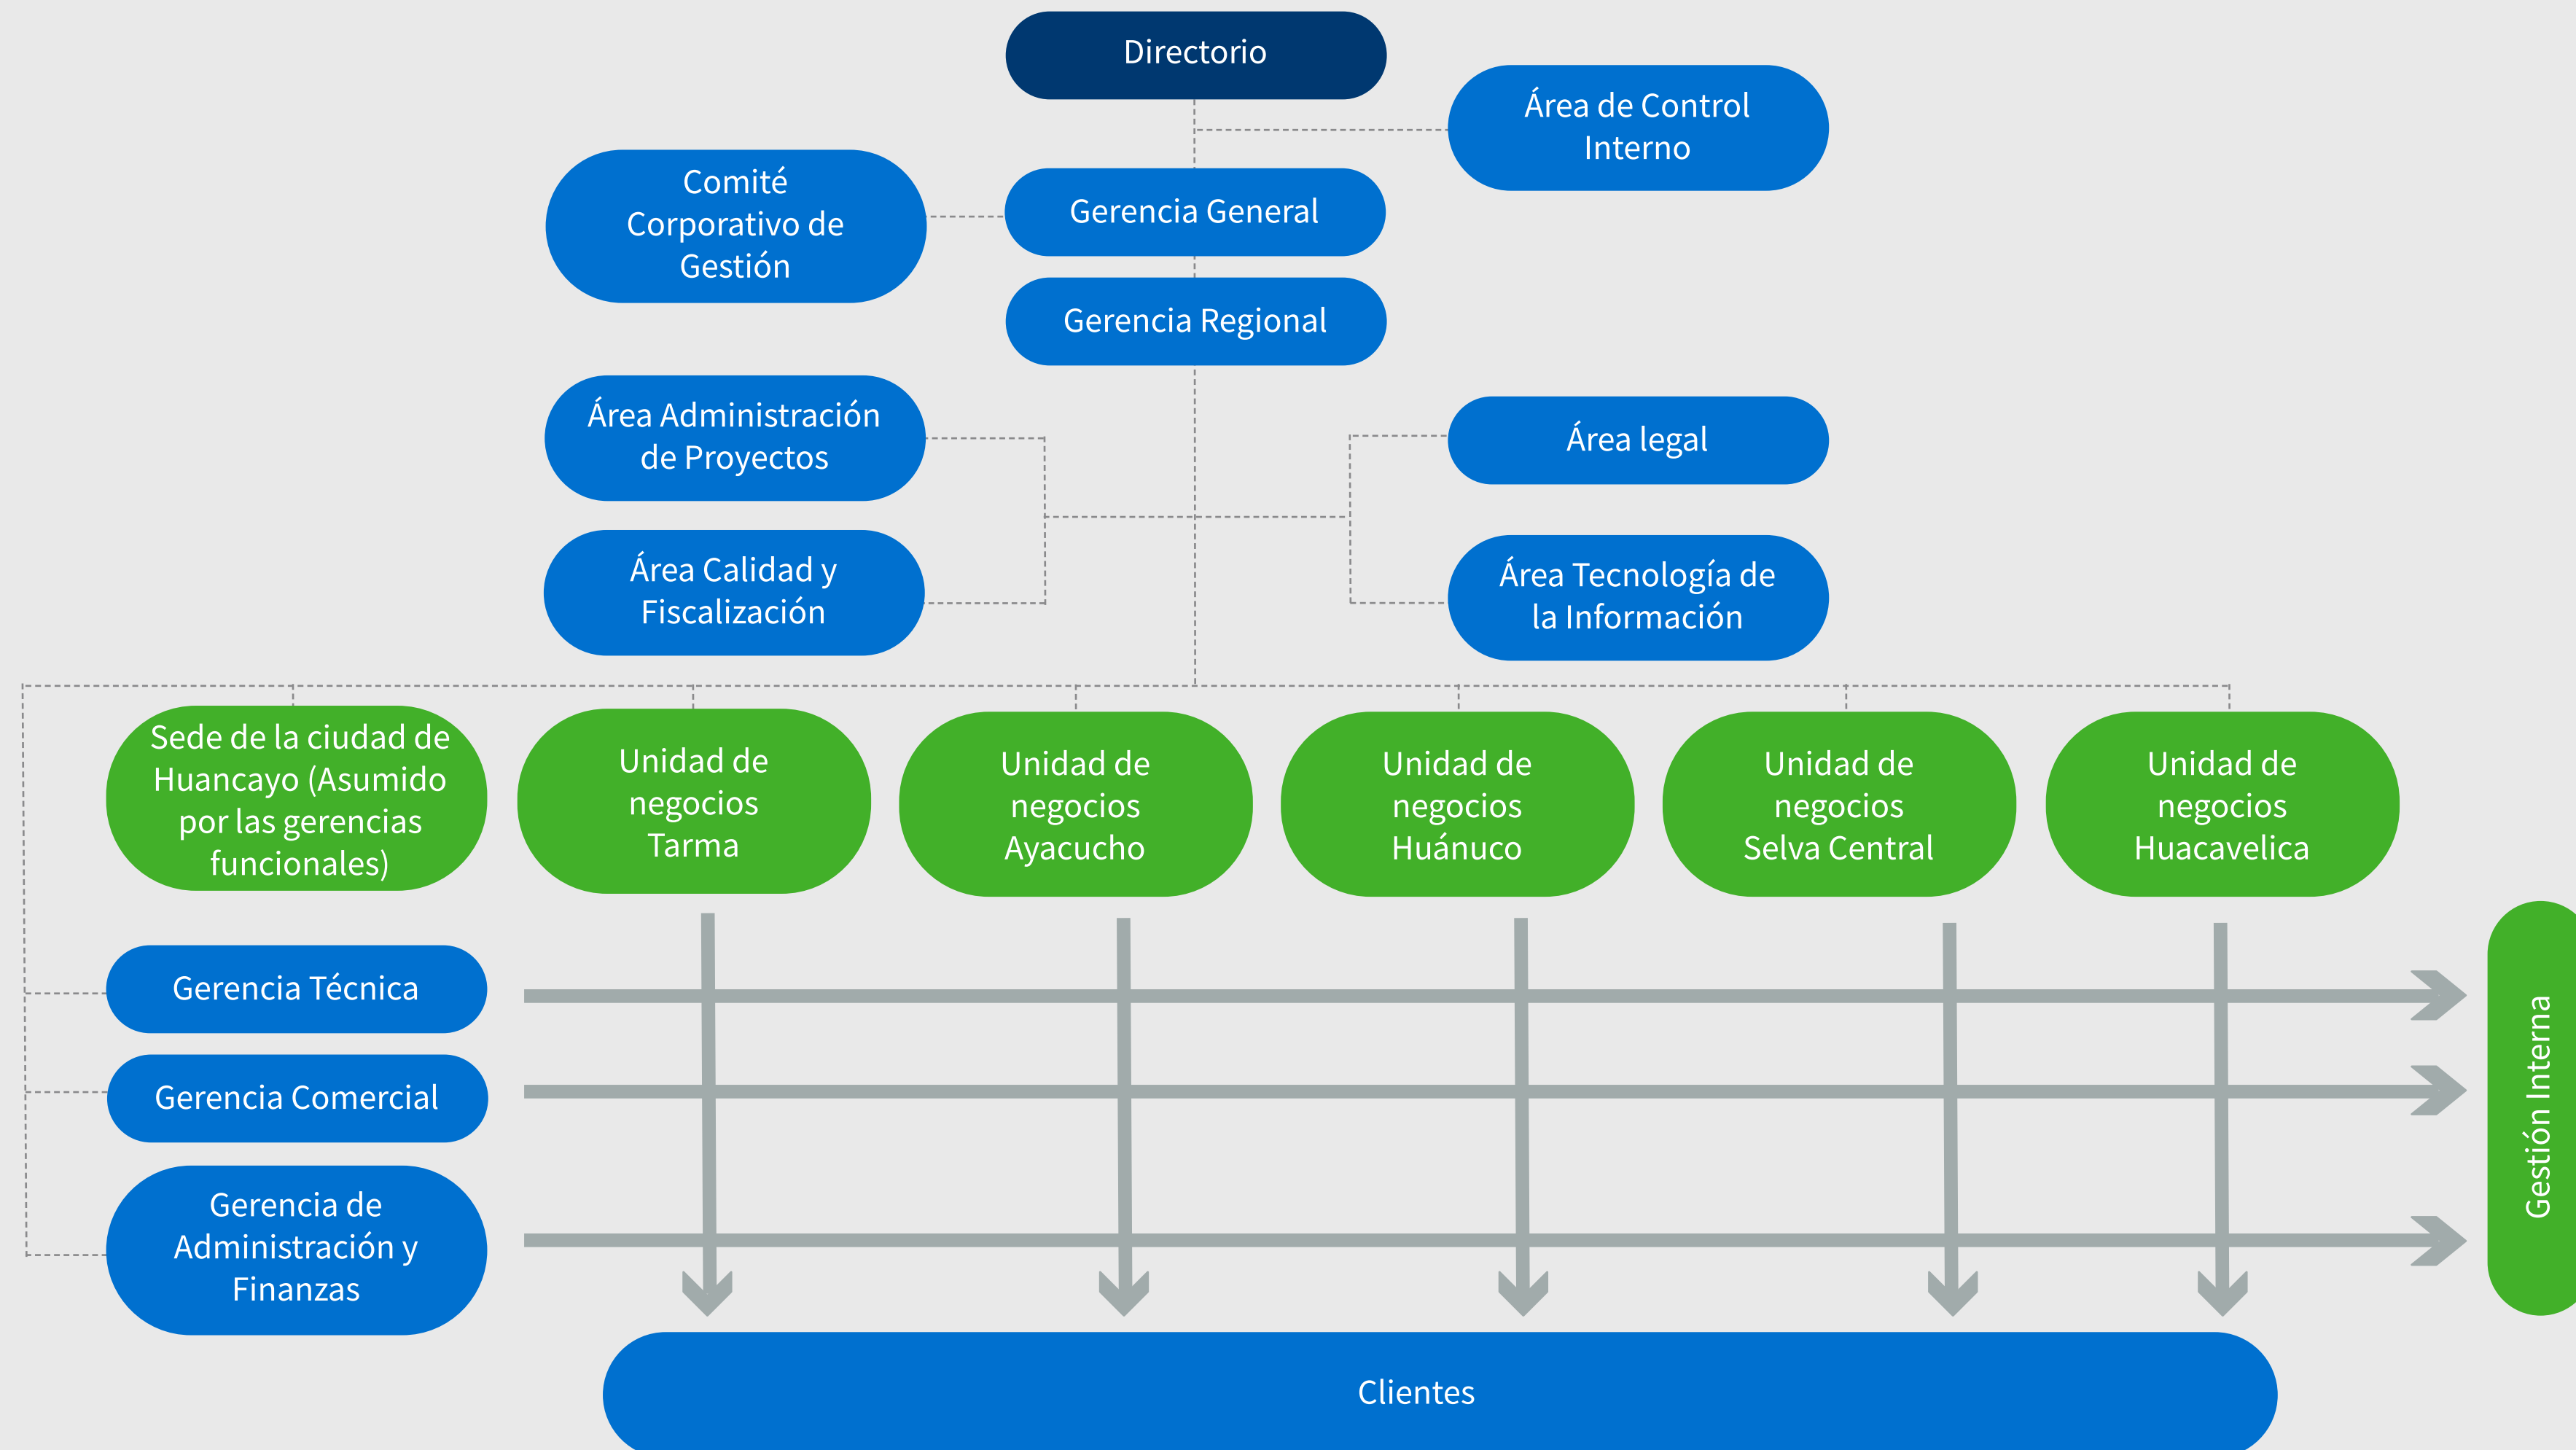 Directorio
Área de Control
Interno
Comité
Corporativo de
Gestión
Gerencia General
Gerencia Regional
Área Administración
de Proyectos
Área legal
Área Calidad y
Fiscalización
Área Tecnología de
la Información
Sede de la ciudad de
Huancayo (Asumido
por las gerencias
funcionales)
Unidad de
negocios
Tarma
Unidad de
negocios
Ayacucho
Unidad de
negocios
Huánuco
Unidad de
negocios
Selva Central
Unidad de
negocios
Huacavelica
Gerencia Técnica
Gerencia Comercial
Gerencia de
Administración y
Finanzas
Gestión Interna
Clientes